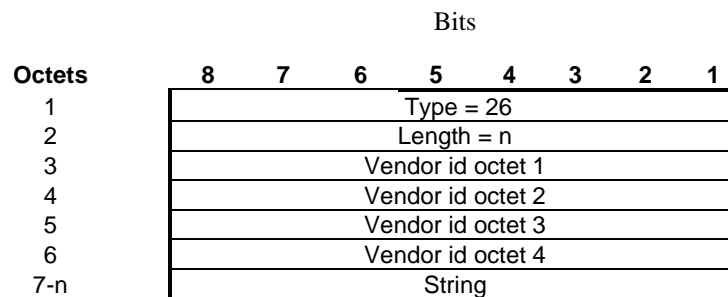 Bits
Octets 8 7 6 5 4 3 2 1
1 Type = 26
2 Length = n
3 Vendor id octet 1
4 Vendor id octet 2
5 Vendor id octet 3
6 Vendor id octet 4
7-n String